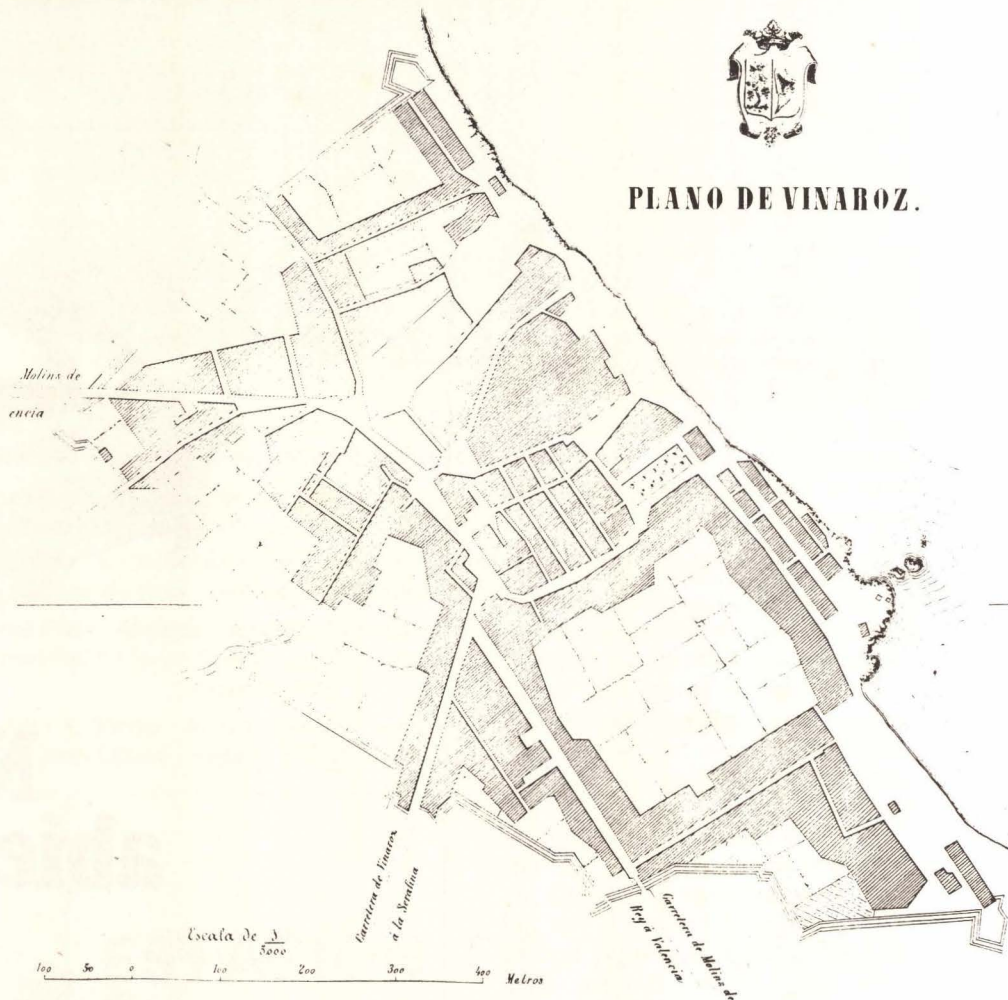 PLANO DE VINAROZ.
Molins de
encia
Carretera de Vinaroz
á la Senalina
Carretera de Molins de
Rey á Valencia
Escala de 1/5000
100 50 0 100 200 300 400 Metros